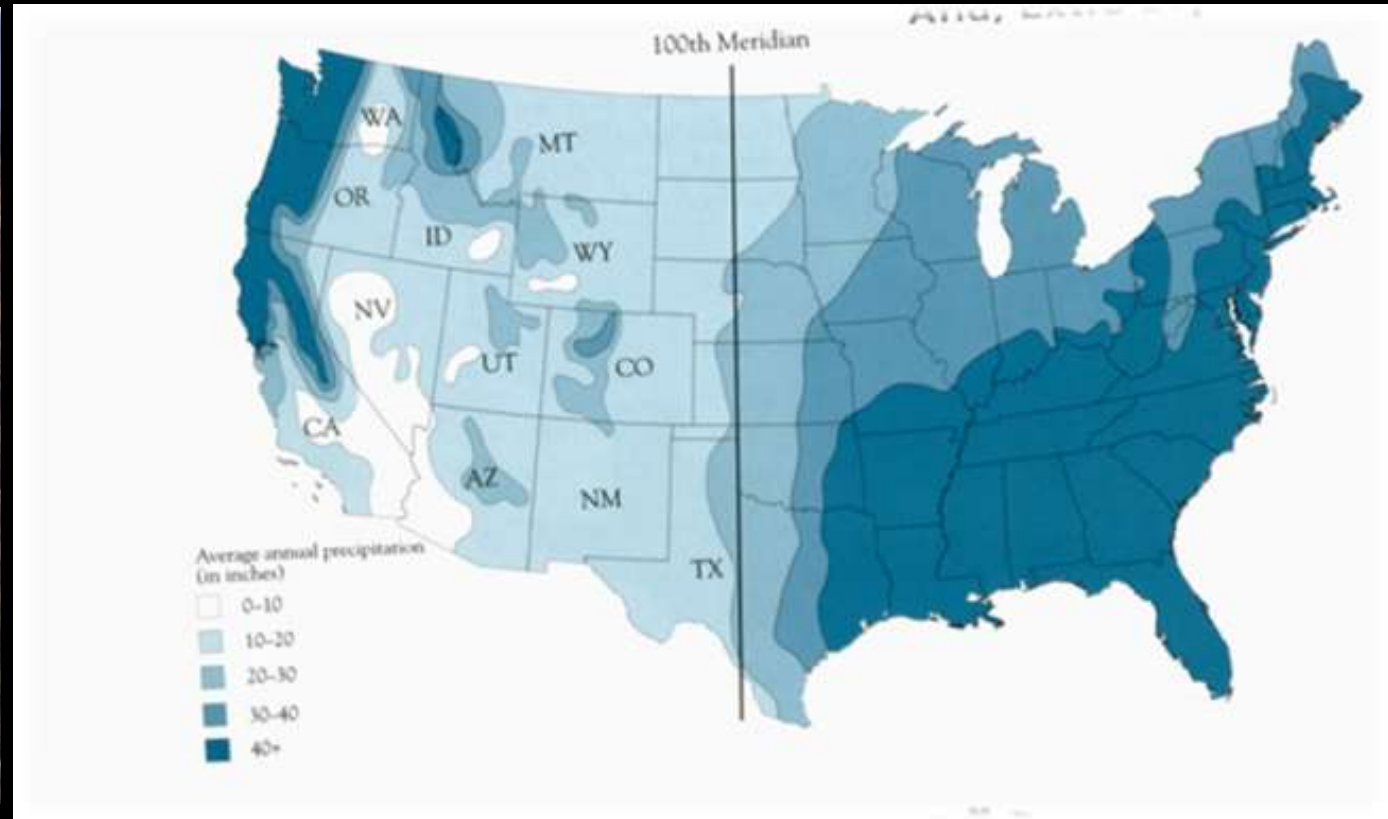 100th Meridian
WA
MT
OR
ID
WY
NV
UT
CO
CA
AZ
NM
TX
Average annual precipitation
(in inches)
0-10
10-20
20-30
30-40
40+